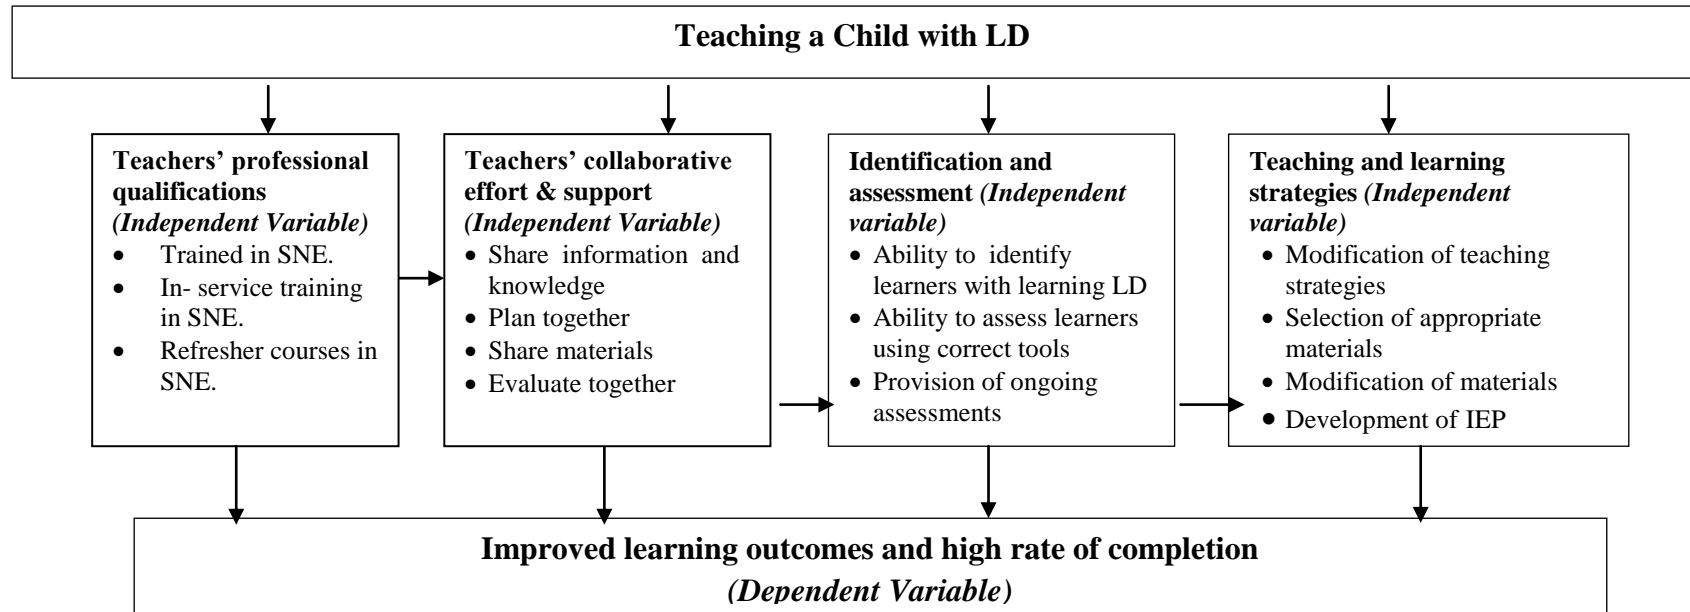 Teaching a Child with LD
Teachers’ professional
qualifications
(Independent Variable)
• Trained in SNE.
• In- service training
in SNE.
• Refresher courses in
SNE.
Teachers’ collaborative
effort & support
(Independent Variable)
• Share information and
knowledge
• Plan together
• Share materials
• Evaluate together
Identification and
assessment (Independent
variable)
• Ability to identify
learners with learning LD
• Ability to assess learners
using correct tools
• Provision of ongoing
assessments
Teaching and learning
strategies (Independent
variable)
• Modification of teaching
strategies
• Selection of appropriate
materials
• Modification of materials
• Development of IEP
Improved learning outcomes and high rate of completion
(Dependent Variable)